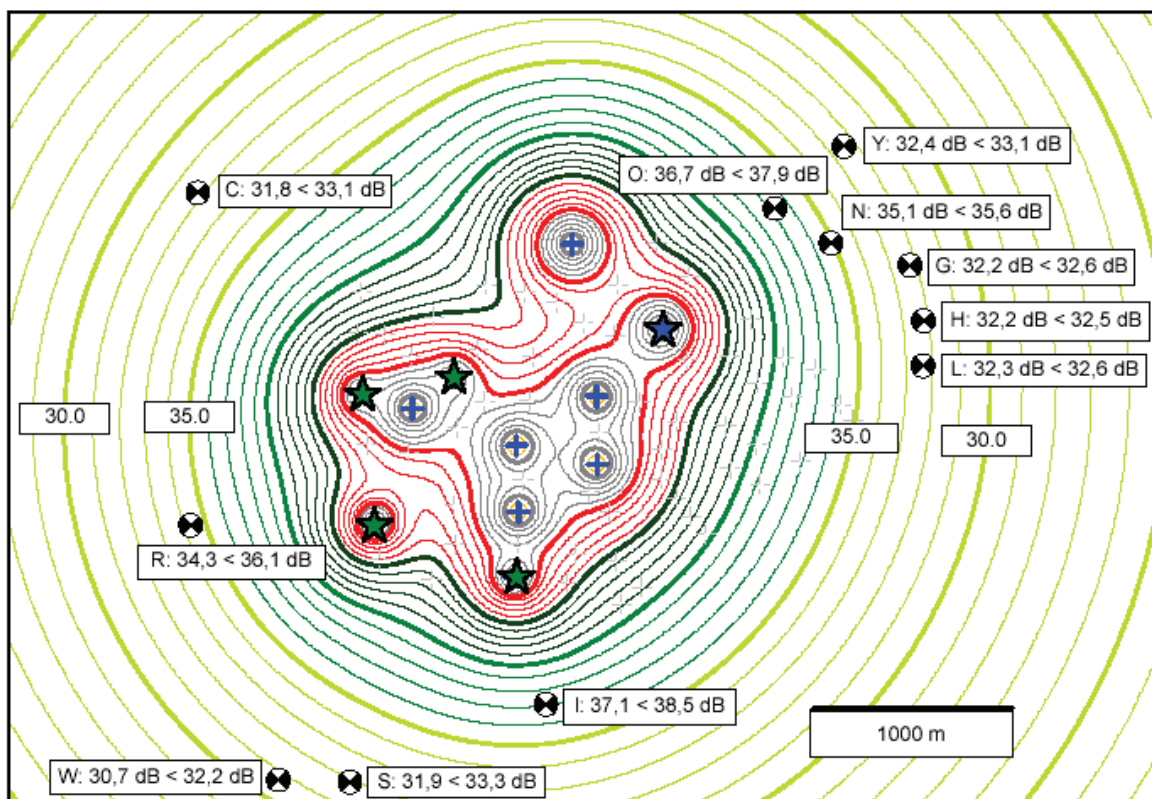 Y: 32,4 dB < 33,1 dB
O: 36,7 dB < 37,9 dB
C: 31,8 < 33,1 dB
N: 35,1 dB < 35,6 dB
G: 32,2 dB < 32,6 dB
H: 32,2 dB < 32,5 dB
L: 32,3 dB < 32,6 dB
30.0
35.0
35.0
30.0
R: 34,3 < 36,1 dB
I: 37,1 < 38,5 dB
1000 m
W: 30,7 dB < 32,2 dB
S: 31,9 < 33,3 dB